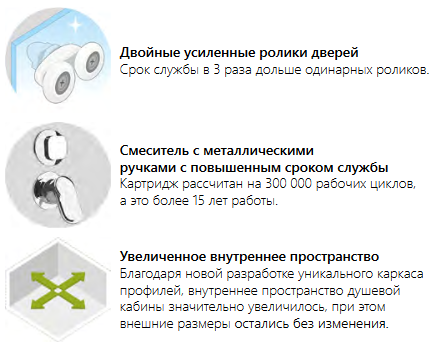 Двойные усиленные ролики дверей
Срок службы в 3 раза дольше одинарных роликов.
Смеситель с металлическими
ручками с повышенным сроком службы
Картридж рассчитан на 300 000 рабочих циклов,
а это более 15 лет работы.
Увеличенное внутреннее пространство
Благодаря новой разработке уникального каркаса
профилей, внутреннее пространство душевой
кабины значительно увеличилось, при этом
внешние размеры остались без изменения.